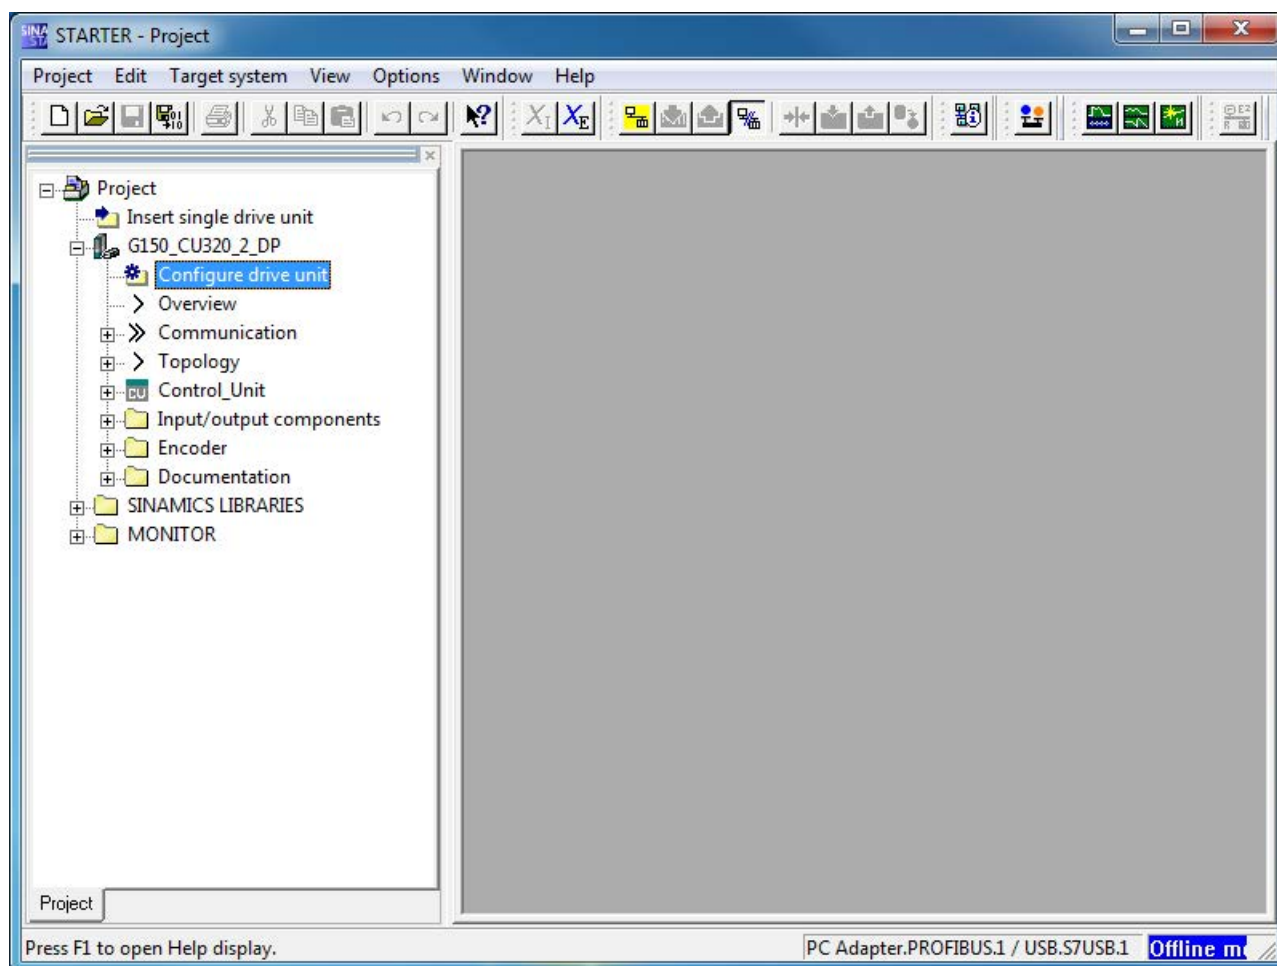 STARTER - Project
Project Edit Target system View Options Window Help
Project
Insert single drive unit
G150_CU320_2_DP
Configure drive unit
Overview
Communication
Topology
Control_Unit
Input/output components
Encoder
Documentation
SINAMICS LIBRARIES
MONITOR
Project
Press F1 to open Help display.
PC Adapter.PROFIBUS.1 / USB.S7USB.1 Offline